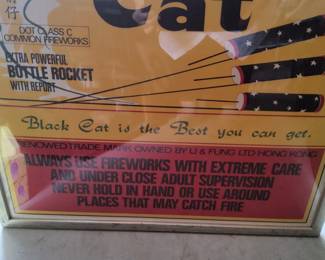 Cat
仔
DOT CLASS C
COMMON FIREWORKS
EXTRA POWERFUL
BOTTLE ROCKET
WITH REPORT
Black Cat is the Best you can get.
RENOWED TRADE MARK OWNED BY LI & FUNG LTD HONG KONG
ALWAYS USE FIREWORKS WITH EXTREME CARE
AND UNDER CLOSE ADULT SUPERVISION
NEVER HOLD IN HAND OR USE AROUND
PLACES THAT MAY CATCH FIRE